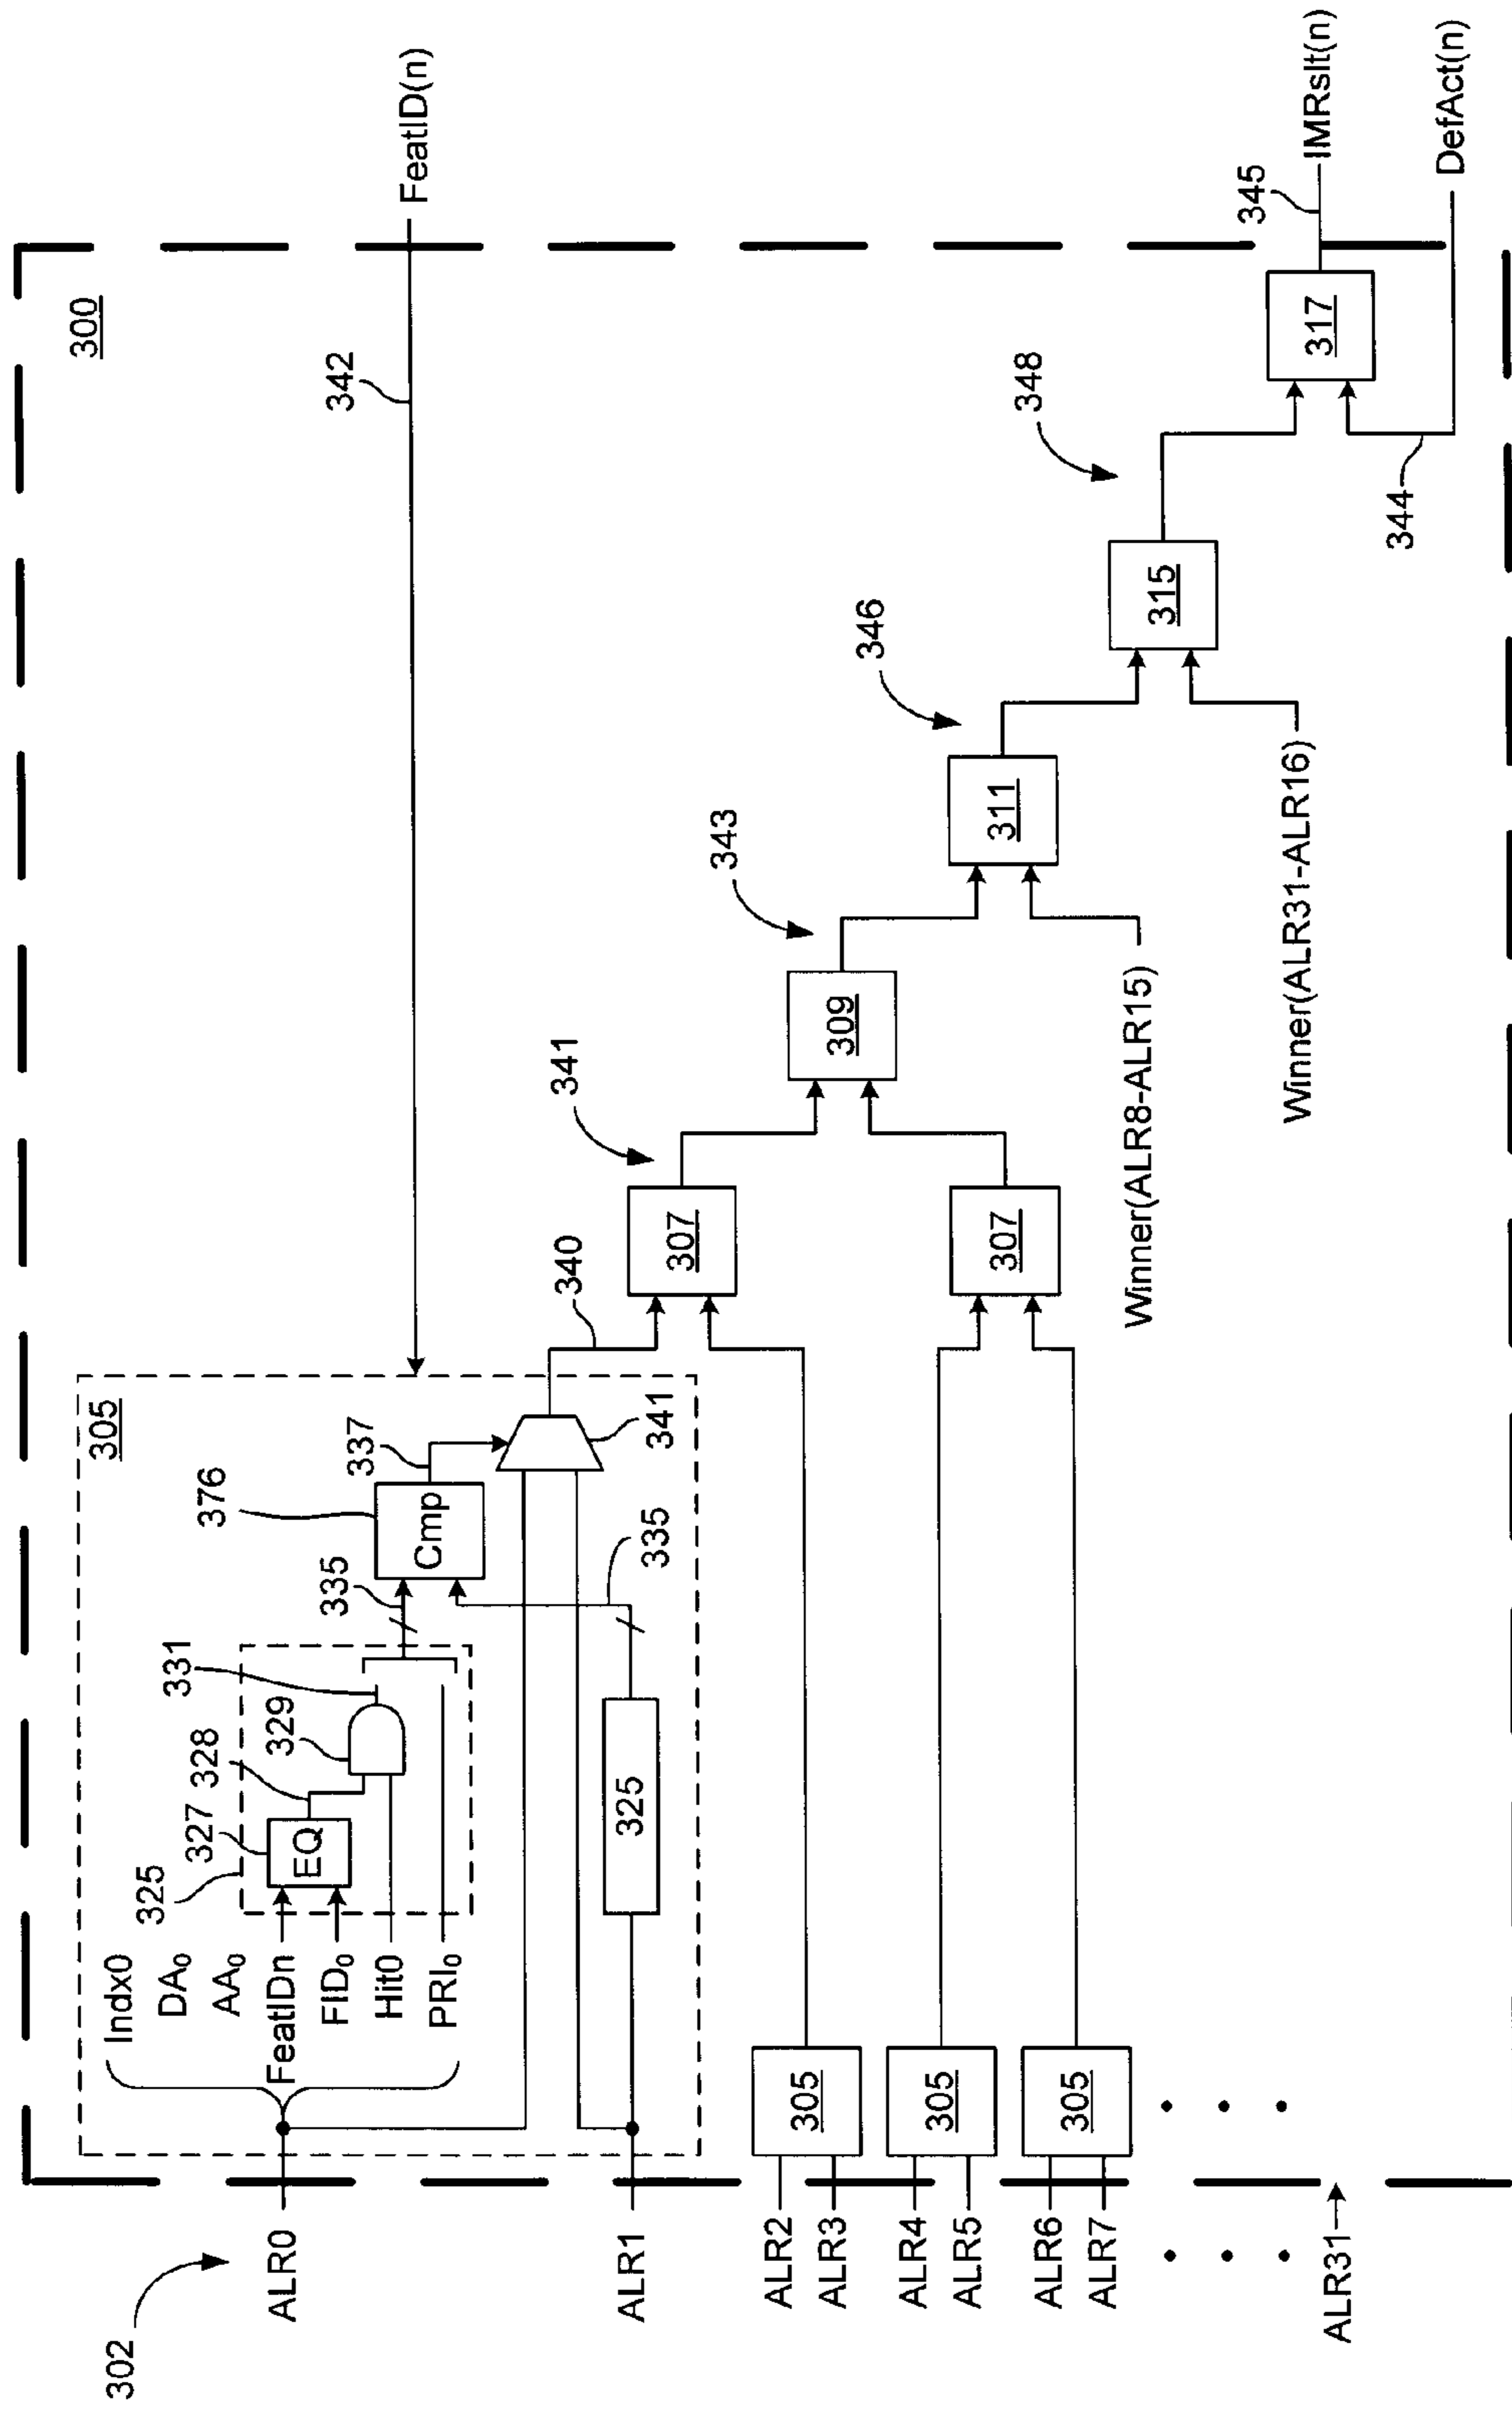 300
302
ALR0
ALR1
ALR2
ALR3
ALR4
ALR5
ALR6
ALR7
ALR31
305
Indx0
DA0
AA0
FeatIDn
FID0
Hit0
PRI0
325
327
EQ
328
329
331
335
376
Cmp
337
341
335
325
305
305
305
340
307
307
341
309
343
311
346
Winner(ALR8-ALR15)
315
348
Winner(ALR31-ALR16)
317
342
FeatID(n)
345
IMRslt(n)
344
DefAct(n)